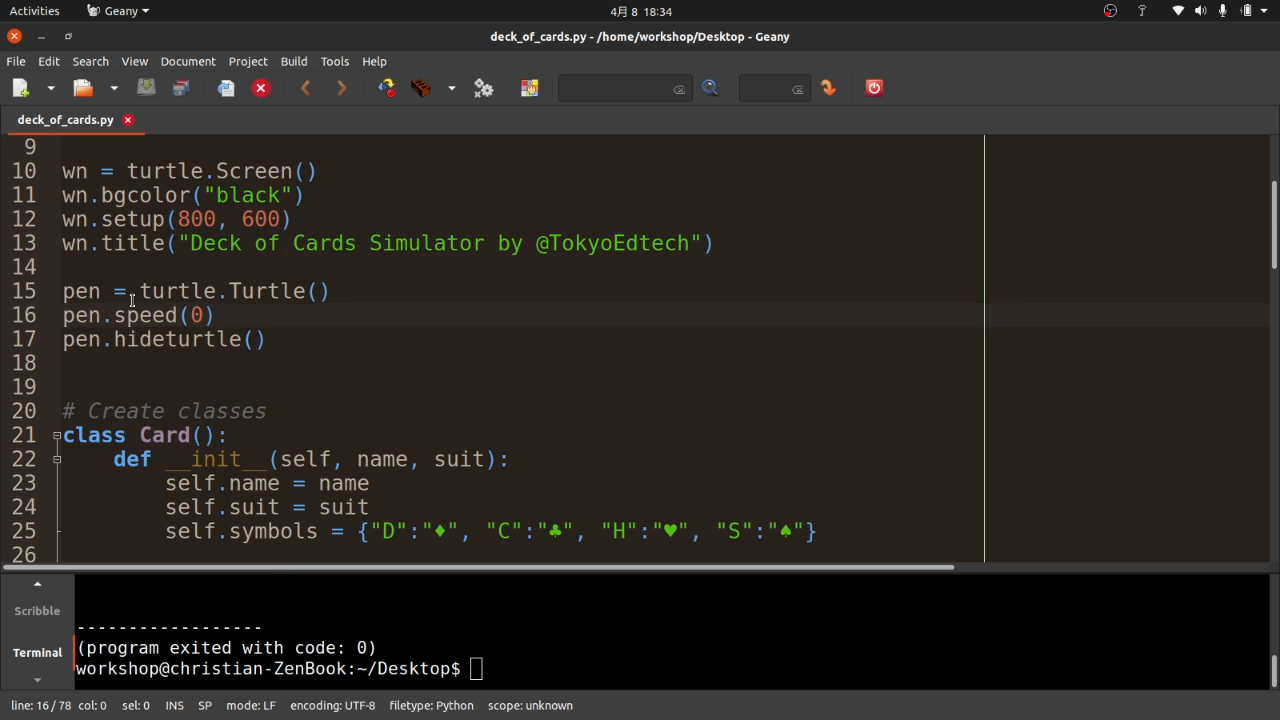 Activities
Geany
4月 8 18:34
deck_of_cards.py - /home/workshop/Desktop - Geany
File Edit Search View Document Project Build Tools Help
deck_of_cards.py
9
10 wn = turtle.Screen()
11 wn.bgcolor("black")
12 wn.setup(800, 600)
13 wn.title("Deck of Cards Simulator by @TokyoEdtech")
14
15 pen = turtle.Turtle()
16 pen.speed(0)
17 pen.hideturtle()
18
19
20 # Create classes
21 class Card():
22 def __init__(self, name, suit):
23 self.name = name
24 self.suit = suit
25 self.symbols = {"D":"♦", "C":"♣", "H":"♥", "S":"♠"}
26
Scribble
Terminal
------------------
(program exited with code: 0)
workshop@christian-ZenBook:~/Desktop$
line: 16 / 78 col: 0 sel: 0 INS SP mode: LF encoding: UTF-8 filetype: Python scope: unknown